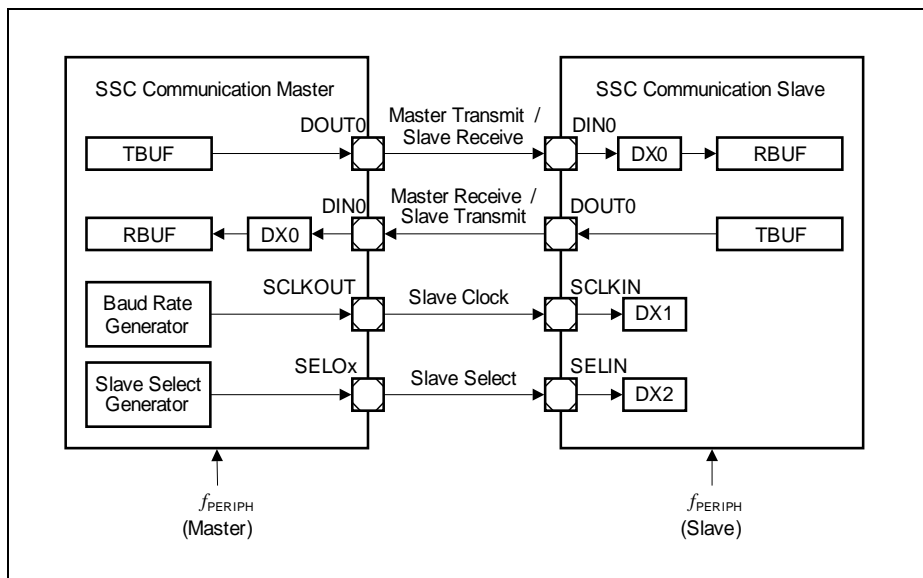 SSC Communication Master
SSC Communication Slave
DOUT0
Master Transmit /
Slave Receive
DIN0
TBUF
DX0
RBUF
DIN0
Master Receive /
Slave Transmit
DOUT0
RBUF
DX0
TBUF
SCLKOUT
Slave Clock
SCLKIN
Baud Rate
Generator
DX1
SELOx
Slave Select
SELIN
Slave Select
Generator
DX2
fPERIPH
(Master)
fPERIPH
(Slave)